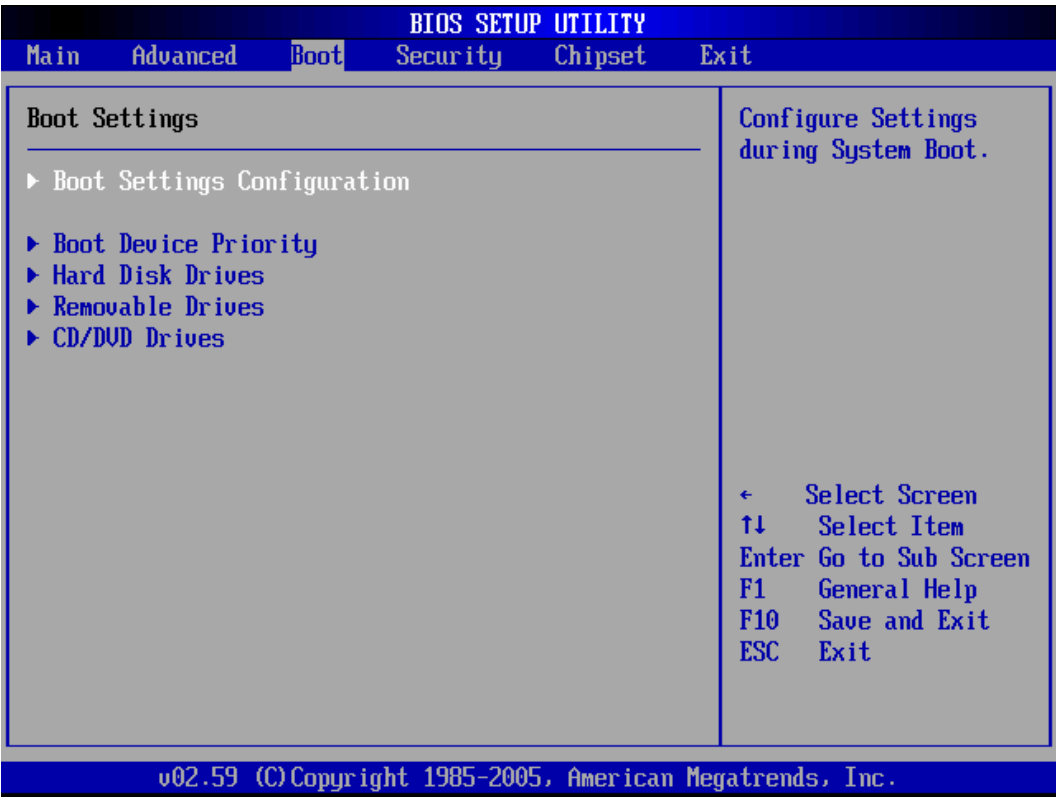 BIOS SETUP UTILITY
Main Advanced Boot Security Chipset Exit
Boot Settings
▶ Boot Settings Configuration
▶ Boot Device Priority
▶ Hard Disk Drives
▶ Removable Drives
▶ CD/DVD Drives
Configure Settings
during System Boot.
← Select Screen
↑↓ Select Item
Enter Go to Sub Screen
F1 General Help
F10 Save and Exit
ESC Exit
v02.59 (C)Copyright 1985-2005, American Megatrends, Inc.